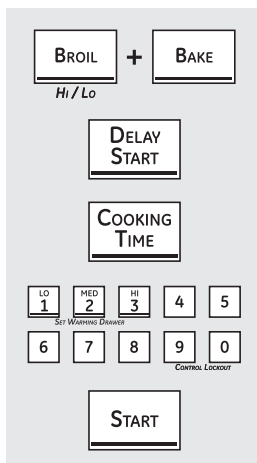 BROIL + BAKE
HI / LO
DELAY
START
COOKING
TIME
LO MED HI
1 2 3 4 5
SET WARMING DRAWER
6 7 8 9 0
CONTROL LOCKOUT
START